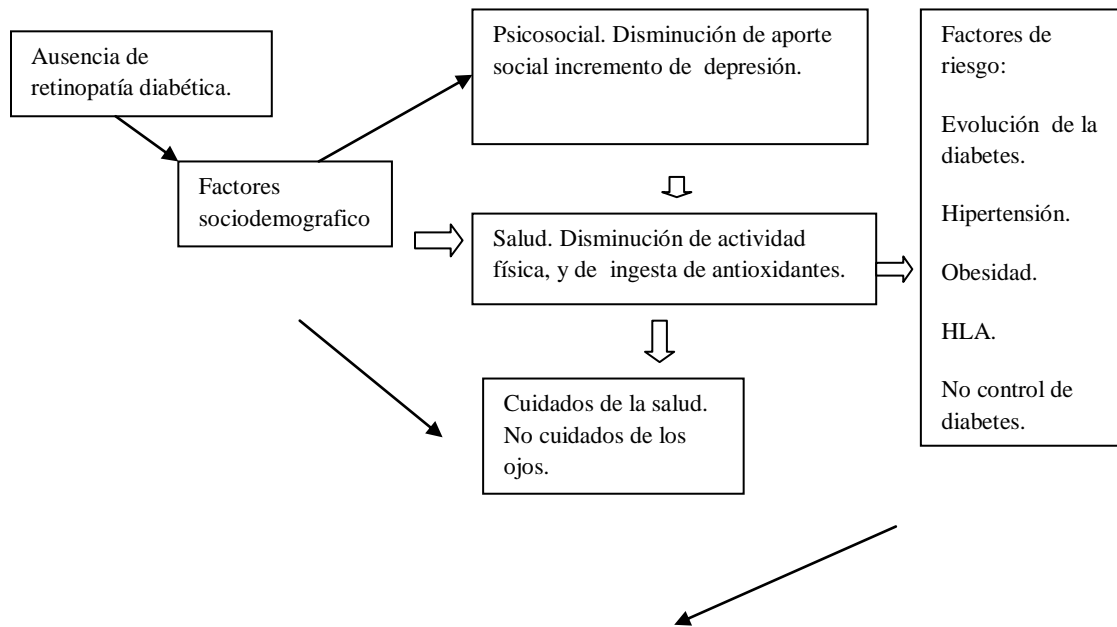 Ausencia de
retinopatía diabética.
Psicosocial. Disminución de aporte
social incremento de  depresión.
Factores de
riesgo:
Evolución  de la
diabetes.
Hipertensión.
Obesidad.
HLA.
No control de
diabetes.
Factores
sociodemografico
Salud. Disminución de actividad
física, y de  ingesta de antioxidantes.
Cuidados de la salud.
No cuidados de los
ojos.